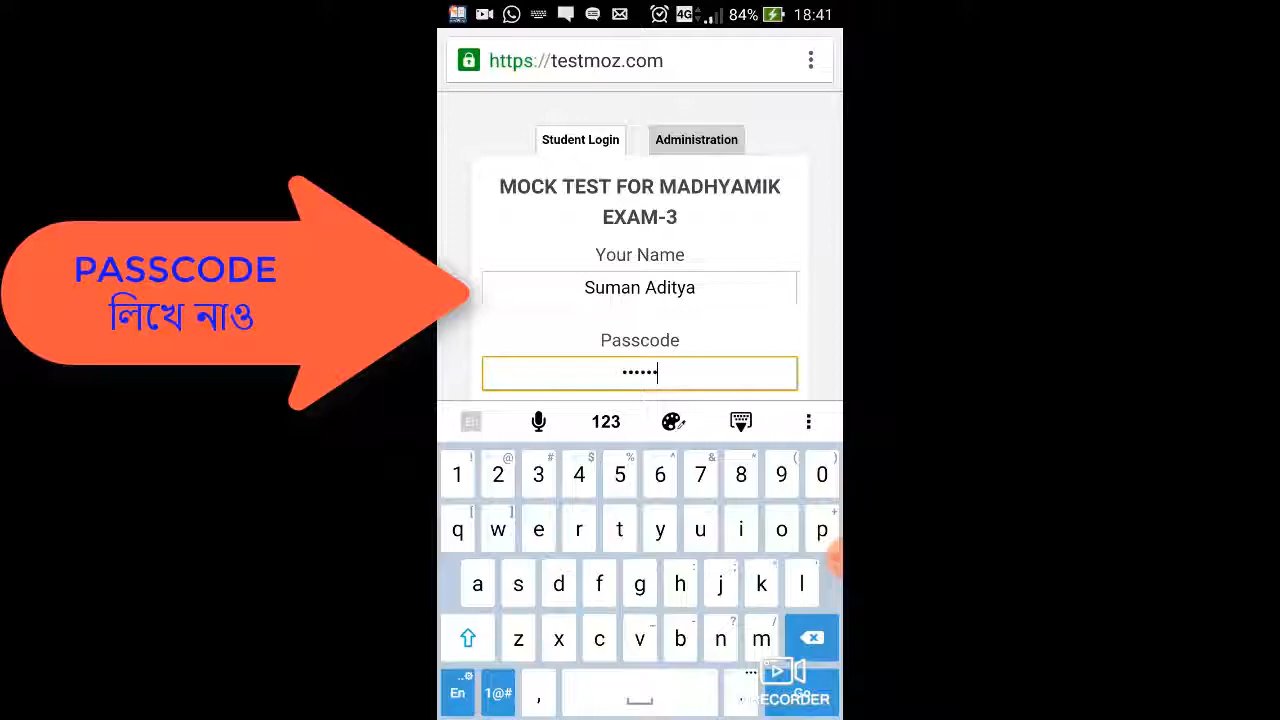 84% 18:41
https://testmoz.com
Student Login Administration
MOCK TEST FOR MADHYAMIK
EXAM-3
Your Name
Suman Aditya
Passcode
••••••
PASSCODE
লিখে নাও
123
! @ # $ % ^ & * ( )
1 2 3 4 5 6 7 8 9 0
[ ] +
q w e r t y u i o p
a s d f g h j k l
z x c v b n m
En 1@# , . Go
RECORDER